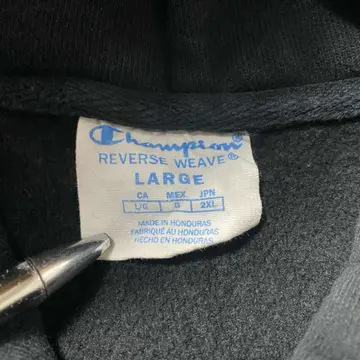 Champion®
REVERSE WEAVE®
LARGE
CA MEX JPN
L/G G 2XL
MADE IN HONDURAS
FABRIQUÉ AU HONDURAS
HECHO EN HONDURAS